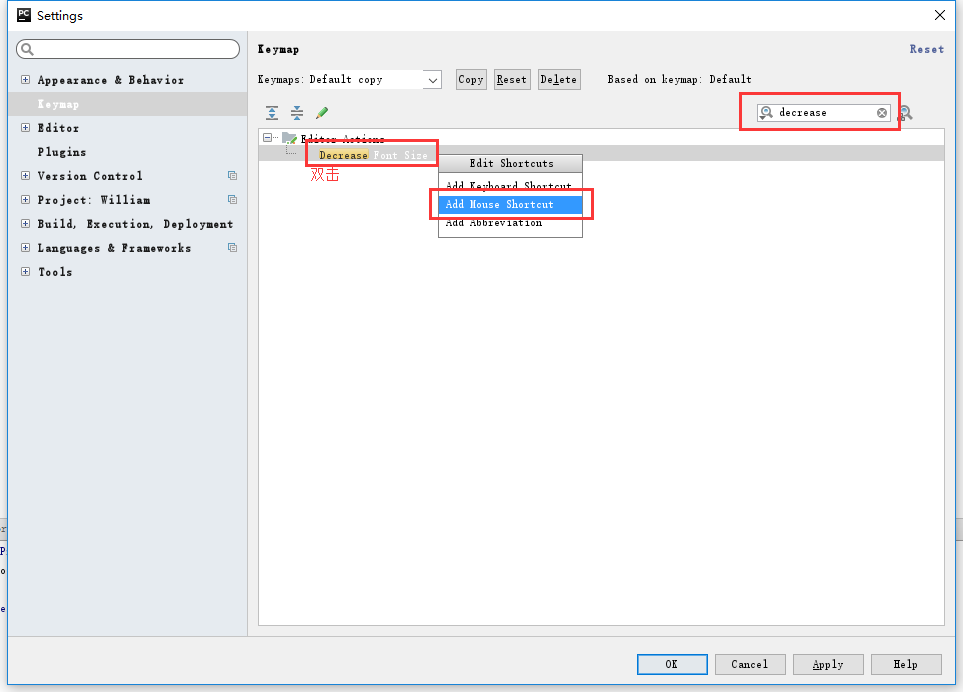 PC Settings
Keymap
Reset
Appearance & Behavior
Keymap
Editor
Plugins
Version Control
Project: William
Build, Execution, Deployment
Languages & Frameworks
Tools
Keymaps: Default copy Copy Reset Delete Based on keymap: Default
decrease
Editor Actions
Decrease Font Size
双击
Edit Shortcuts
Add Keyboard Shortcut
Add Mouse Shortcut
Add Abbreviation
OK Cancel Apply Help